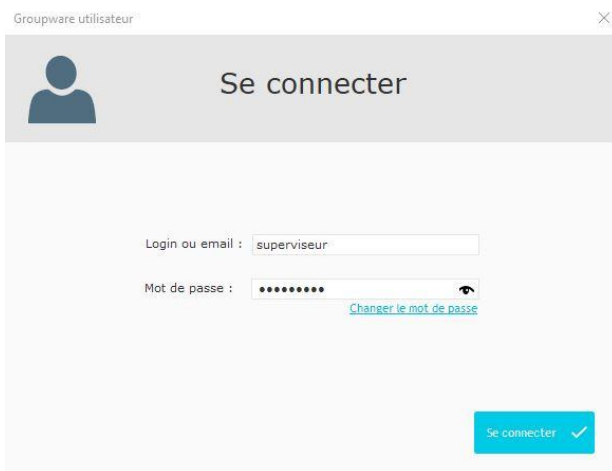 Groupware utilisateur
Se connecter
Login ou email : superviseur
Mot de passe : •••••••••
Changer le mot de passe
Se connecter